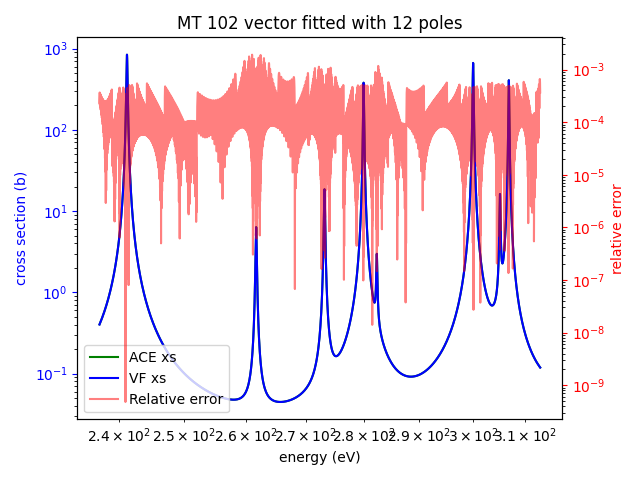 MT 102 vector fitted with 12 poles
10³
10²
10¹
10⁰
10⁻¹
cross section (b)
10⁻³
10⁻⁴
10⁻⁵
10⁻⁶
10⁻⁷
10⁻⁸
10⁻⁹
relative error
ACE xs
VF xs
Relative error
2.4 × 10² 2.5 × 10² 2.6 × 10² 2.7 × 10² 2.8 × 10² 2.9 × 10² 3 × 10² 3.1 × 10²
energy (eV)